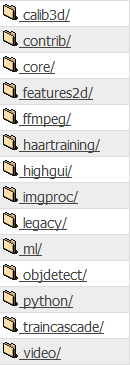 calib3d/
contrib/
core/
features2d/
ffmpeg/
haartraining/
highgui/
imgproc/
legacy/
ml/
objdetect/
python/
traincascade/
video/